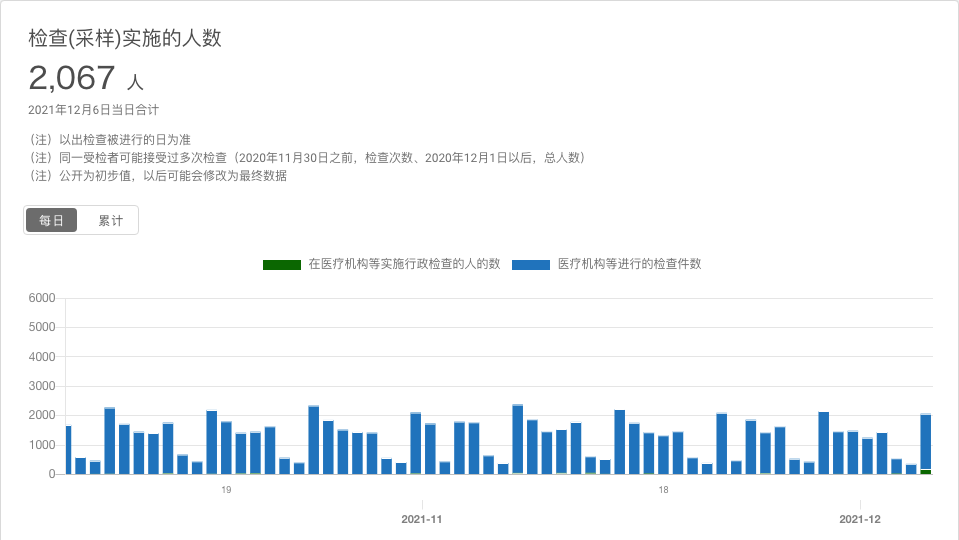 检查(采样)实施的人数
2,067 人
2021年12月6日当日合计
（注）以出检查被进行的日为准
（注）同一受检者可能接受过多次检查（2020年11月30日之前，检查次数、2020年12月1日以后，总人数）
（注）公开为初步值，以后可能会修改为最终数据
每日 累计
在医疗机构等实施行政检查的人的数 医疗机构等进行的检查件数
6000
5000
4000
3000
2000
1000
0
19 18
2021-11 2021-12